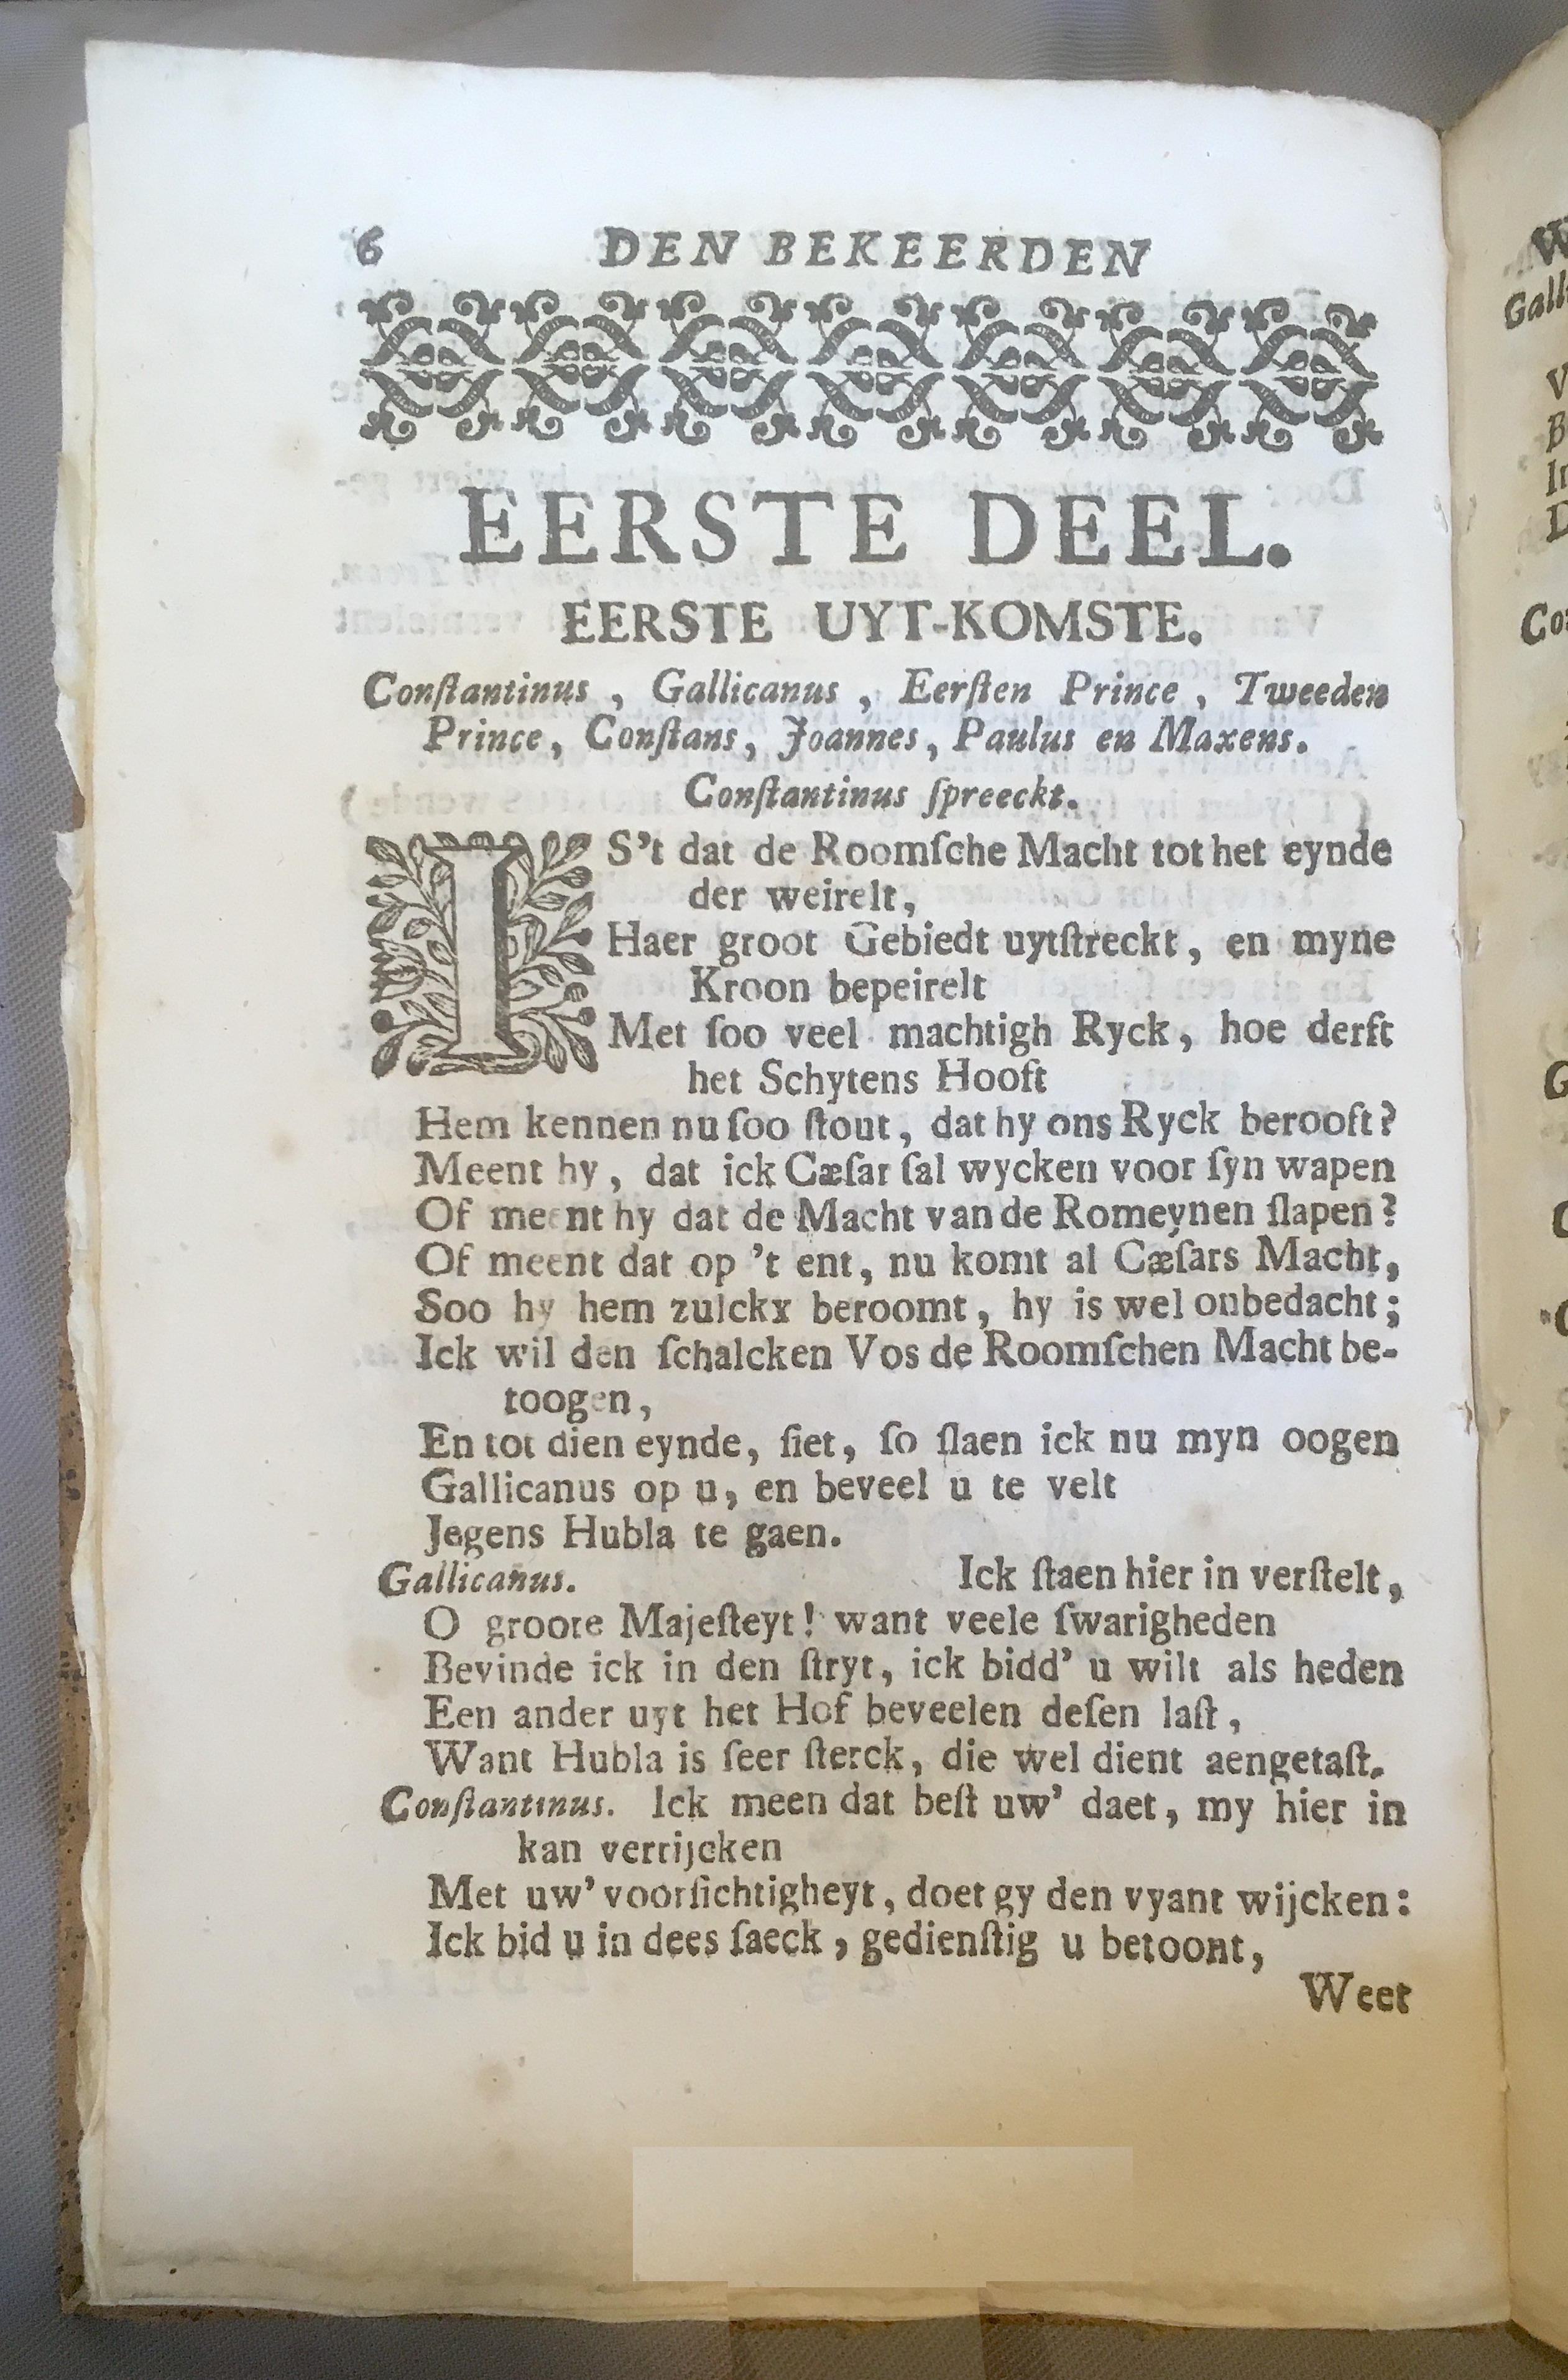 6 DEN BEKEERDEN
EERSTE DEEL.
EERSTE UYT-KOMSTE.
Conſtantinus , Gallicanus , Eerſten Prince , Tweeden
Prince, Conſtans, Joannes, Paulus en Maxens.
Conſtantinus ſpreeckt.
IS't dat de Roomſche Macht tot het eynde
der weirelt,
Haer groot Gebiedt uytſtreckt, en myne
Kroon bepeirelt
Met ſoo veel machtigh Ryck, hoe derft
het Schytens Hooft
Hem kennen nu ſoo ſtout, dat hy ons Ryck berooft?
Meent hy, dat ick Cæſar ſal wycken voor ſyn wapen
Of meent hy dat de Macht van de Romeynen ſlapen?
Of meent dat op 't ent, nu komt al Cæſars Macht,
Soo hy hem zulckx beroomt, hy is wel onbedacht;
Ick wil den ſchalcken Vos de Roomſchen Macht be-
toogen,
En tot dien eynde, ſiet, ſo ſlaen ick nu myn oogen
Gallicanus op u, en beveel u te velt
Jegens Hubla te gaen.
Gallicanus. Ick ſtaen hier in verſtelt,
O groote Majeſteyt! want veele ſwarigheden
Bevinde ick in den ſtryt, ick bidd' u wilt als heden
Een ander uyt het Hof beveelen deſen laſt,
Want Hubla is ſeer ſterck, die wel dient aengetaſt.
Conſtantinus. Ick meen dat beſt uw' daet, my hier in
kan verrijcken
Met uw' voorſichtigheyt, doet gy den vyant wijcken:
Ick bid u in dees ſaeck, gedienſtig u betoont,
Weet